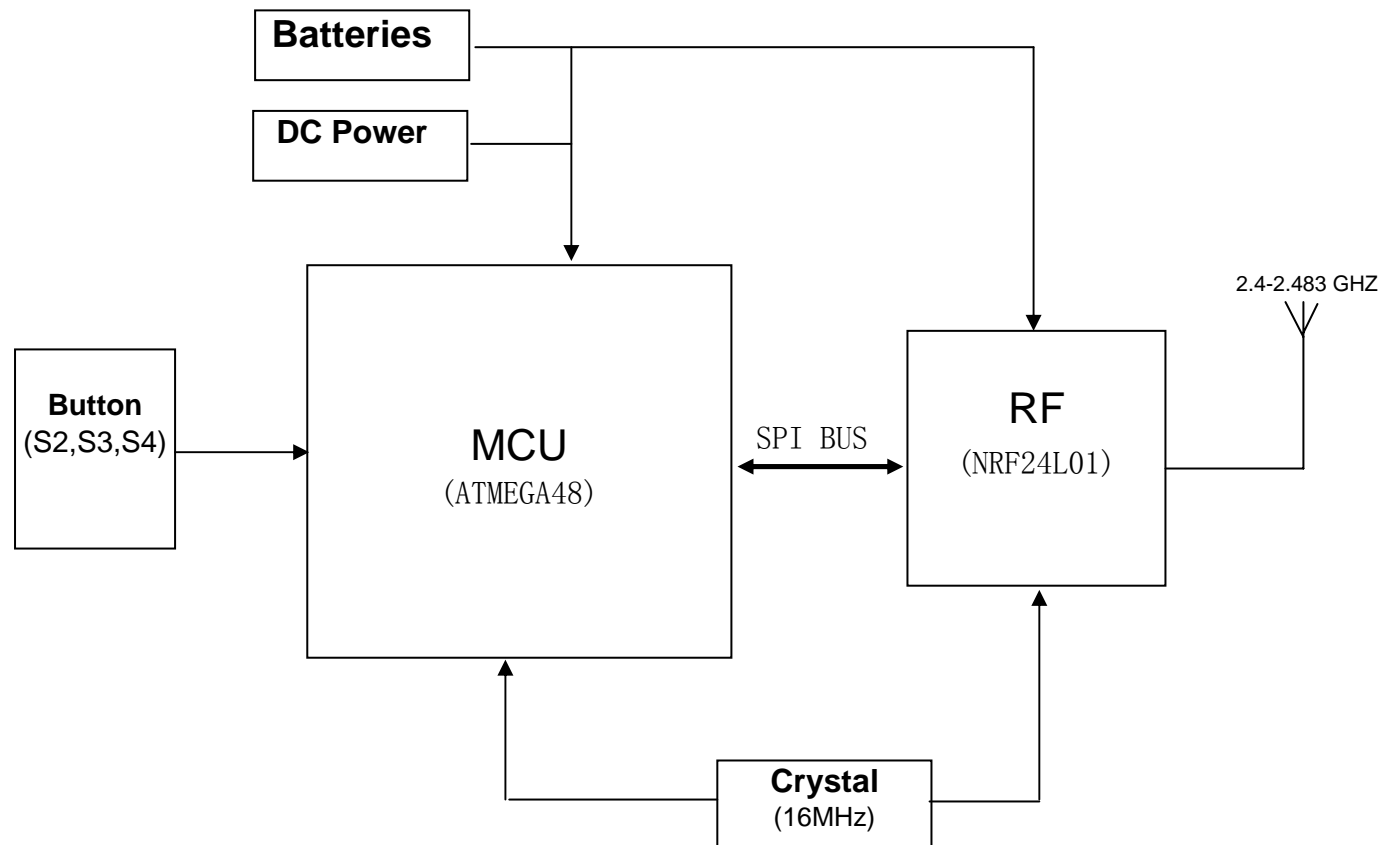 Batteries
DC Power
2.4-2.483 GHZ
Button
(S2,S3,S4)
MCU
(ATMEGA48)
SPI BUS
RF
(NRF24L01)
Crystal
(16MHz)